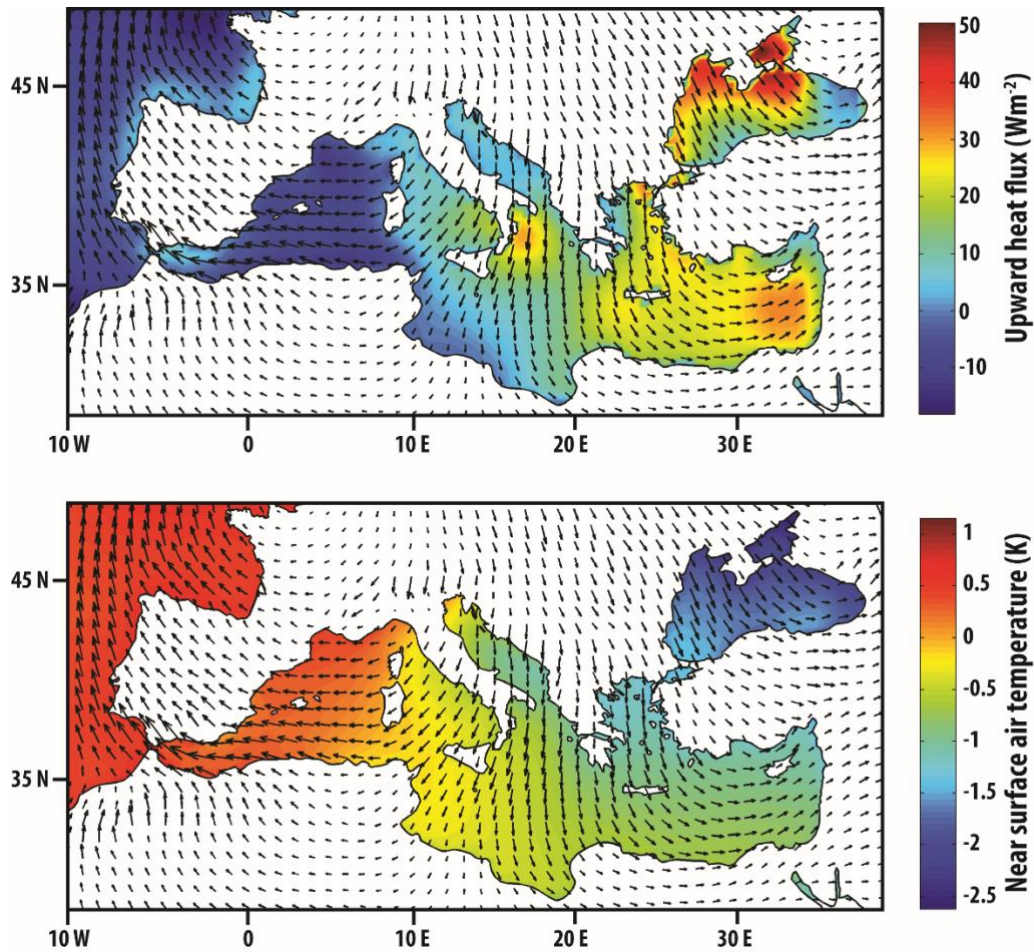 45 N
35 N
10 W 0 10 E 20 E 30 E
50
40
30
20
10
0
-10
Upward heat flux (Wm-2)
45 N
35 N
10 W 0 10 E 20 E 30 E
1
0.5
0
-0.5
-1
-1.5
-2
-2.5
Near surface air temperature (K)